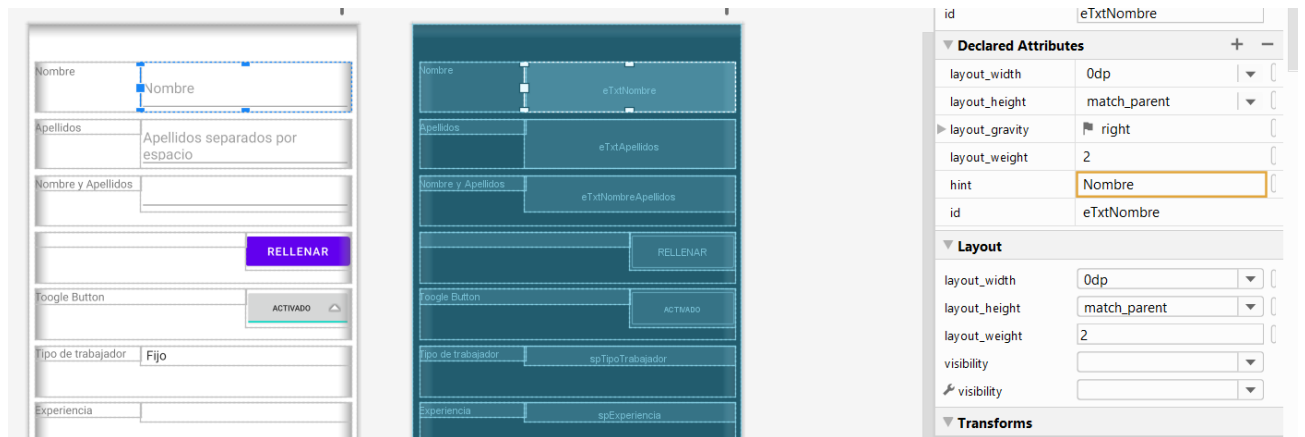 Nombre
Nombre
Apellidos
Apellidos separados por
espacio
Nombre y Apellidos
RELLENAR
Toogle Button
ACTIVADO
Tipo de trabajador
Fijo
Experiencia
Nombre
eTxtNombre
Apellidos
eTxtApellidos
Nombre y Apellidos
eTxtNombreApellidos
RELLENAR
Toogle Button
ACTIVADO
Tipo de trabajador
spTipoTrabajador
Experiencia
spExperiencia
id eTxtNombre
Declared Attributes
layout_width 0dp
layout_height match_parent
layout_gravity right
layout_weight 2
hint Nombre
id eTxtNombre
Layout
layout_width 0dp
layout_height match_parent
layout_weight 2
visibility
visibility
Transforms